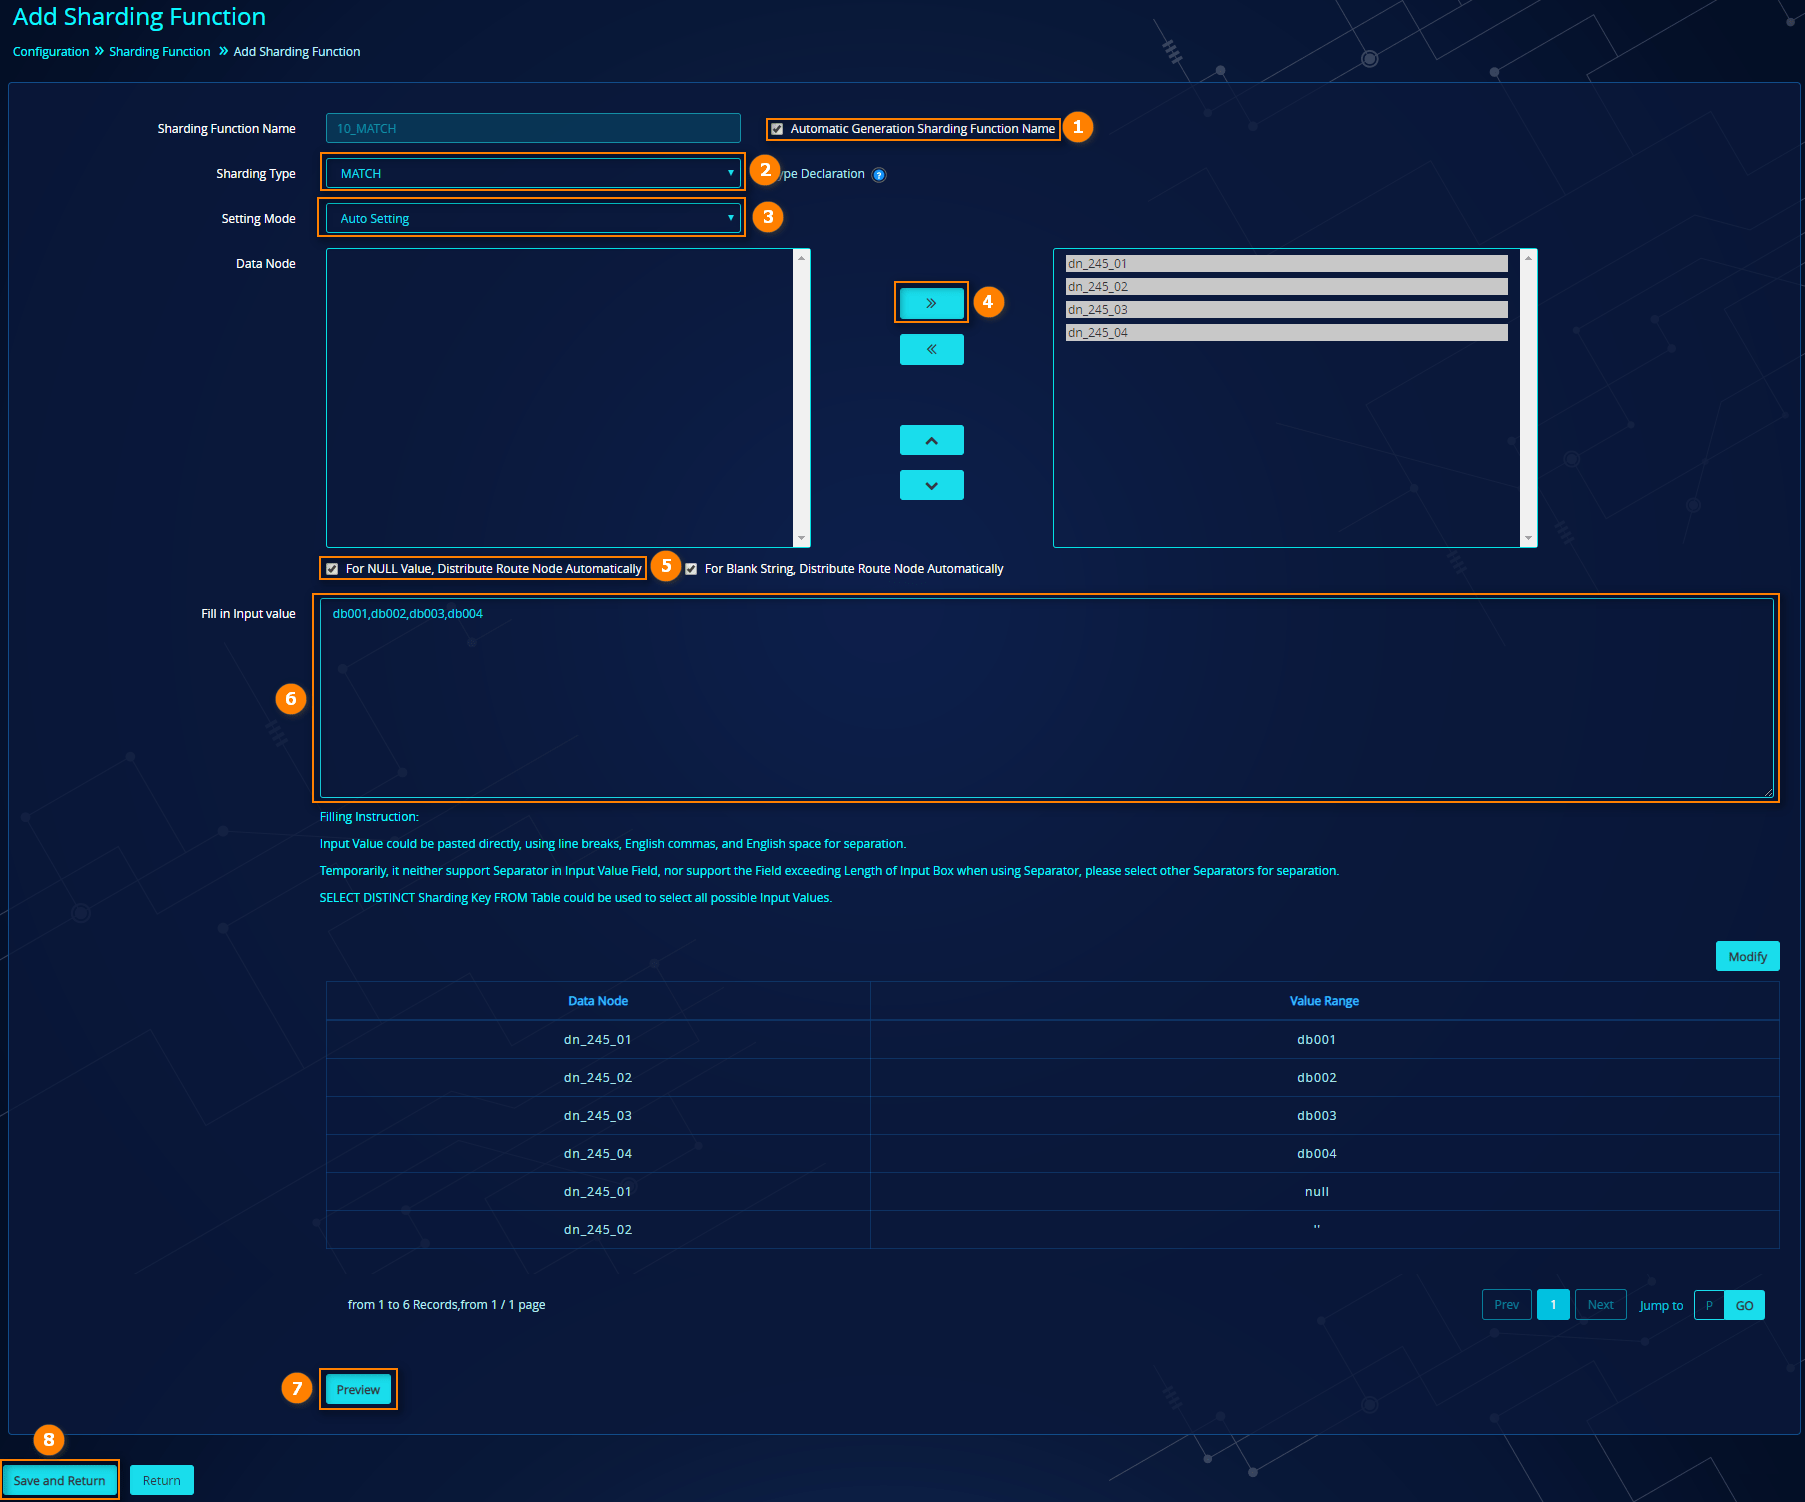 Add Sharding Function
Configuration » Sharding Function » Add Sharding Function
Sharding Function Name 10_MATCH Automatic Generation Sharding Function Name 1
Sharding Type MATCH 2 ype Declaration ?
Setting Mode Auto Setting 3
Data Node
dn_245_01
dn_245_02
dn_245_03
dn_245_04
» 4
«
For NULL Value, Distribute Route Node Automatically 5 For Blank String, Distribute Route Node Automatically
Fill in Input value db001,db002,db003,db004
6
Filling Instruction:
Input Value could be pasted directly, using line breaks, English commas, and English space for separation.
Temporarily, it neither support Separator in Input Value Field, nor support the Field exceeding Length of Input Box when using Separator, please select other Separators for separation.
SELECT DISTINCT Sharding Key FROM Table could be used to select all possible Input Values.
Modify
Data Node Value Range
dn_245_01 db001
dn_245_02 db002
dn_245_03 db003
dn_245_04 db004
dn_245_01 null
dn_245_02 ''
from 1 to 6 Records,from 1 / 1 page Prev 1 Next Jump to P GO
7 Preview
8
Save and Return Return